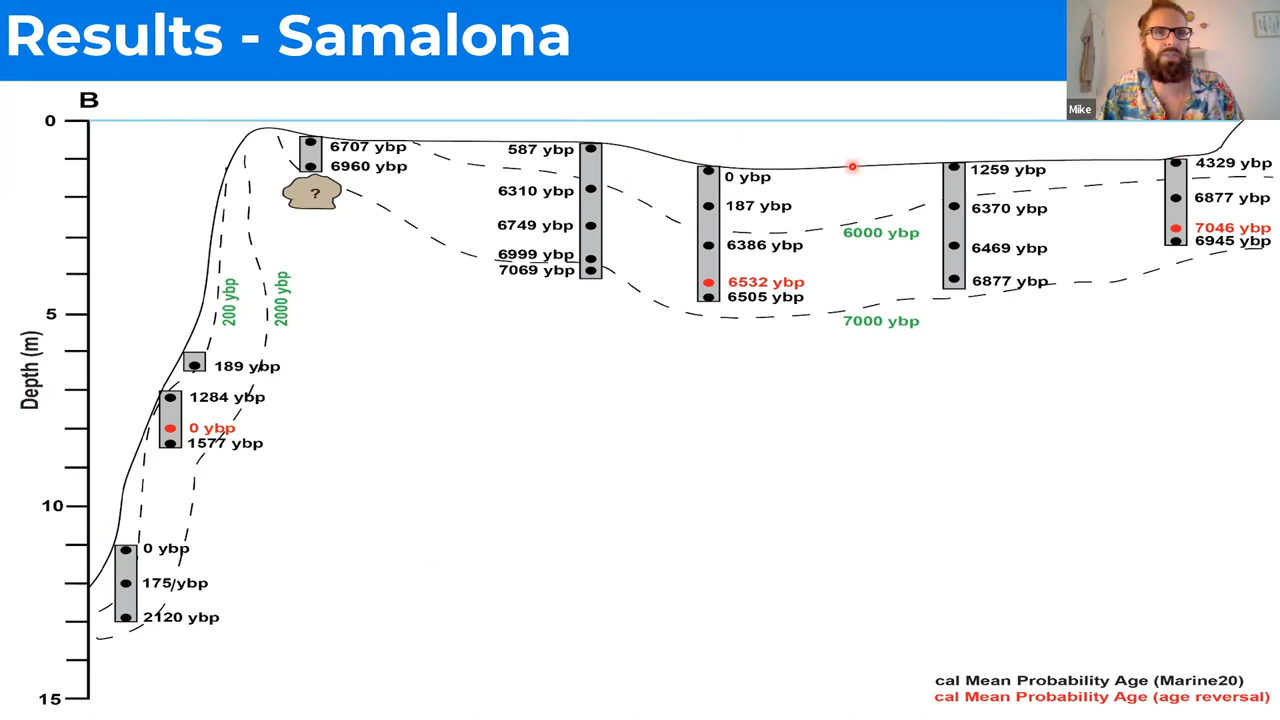 Results - Samalona
Mike
B
0
5
10
15
Depth (m)
6707 ybp
6960 ybp
?
587 ybp
6310 ybp
6749 ybp
6999 ybp
7069 ybp
0 ybp
187 ybp
6386 ybp
6532 ybp
6505 ybp
6000 ybp
7000 ybp
1259 ybp
6370 ybp
6469 ybp
6877 ybp
4329 ybp
6877 ybp
7046 ybp
6945 ybp
200 ybp
2000 ybp
189 ybp
1284 ybp
0 ybp
1577 ybp
0 ybp
175/ybp
2120 ybp
cal Mean Probability Age (Marine20)
cal Mean Probability Age (age reversal)